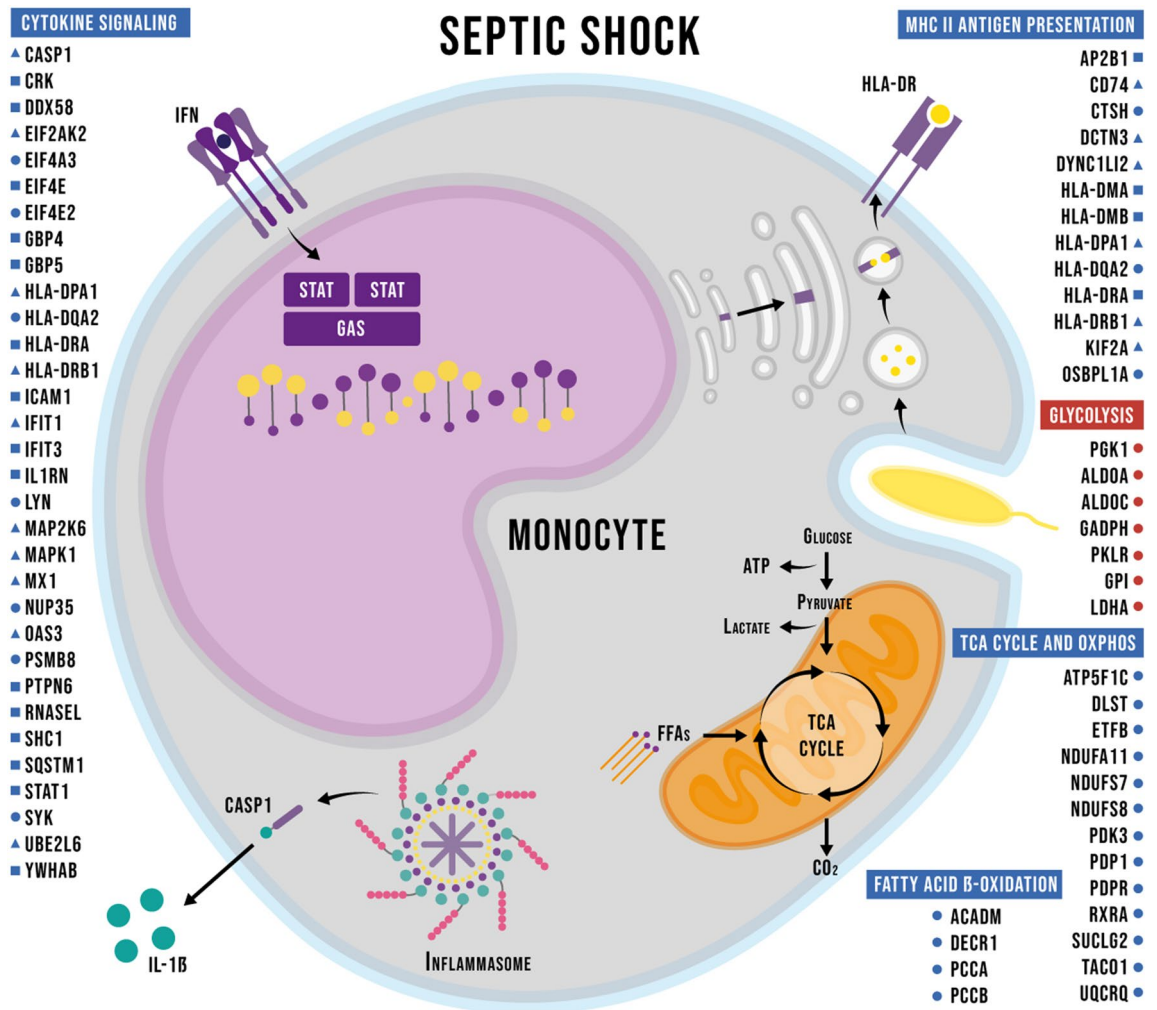 SEPTIC SHOCK
CYTOKINE SIGNALING
CASP1
CRK
DDX58
EIF2AK2
EIF4A3
EIF4E
EIF4E2
GBP4
GBP5
HLA-DPA1
HLA-DQA2
HLA-DRA
HLA-DRB1
ICAM1
IFIT1
IFIT3
IL1RN
LYN
MAP2K6
MAPK1
MX1
NUP35
OAS3
PSMB8
PTPN6
RNASEL
SHC1
SQSTM1
STAT1
SYK
UBE2L6
YWHAB
IFN
STAT STAT
GAS
MONOCYTE
HLA-DR
GLUCOSE
ATP
PYRUVATE
LACTATE
FFAs
TCA
CYCLE
CO2
CASP1
IL-1ß
INFLAMMASOME
MHC II ANTIGEN PRESENTATION
AP2B1
CD74
CTSH
DCTN3
DYNC1LI2
HLA-DMA
HLA-DMB
HLA-DPA1
HLA-DQA2
HLA-DRA
HLA-DRB1
KIF2A
OSBPL1A
GLYCOLYSIS
PGK1
ALDOA
ALDOC
GADPH
PKLR
GPI
LDHA
TCA CYCLE AND OXPHOS
ATP5F1C
DLST
ETFB
NDUFA11
NDUFS7
NDUFS8
PDK3
PDP1
PDPR
RXRA
SUCLG2
TACO1
UQCRQ
FATTY ACID ß-OXIDATION
ACADM
DECR1
PCCA
PCCB